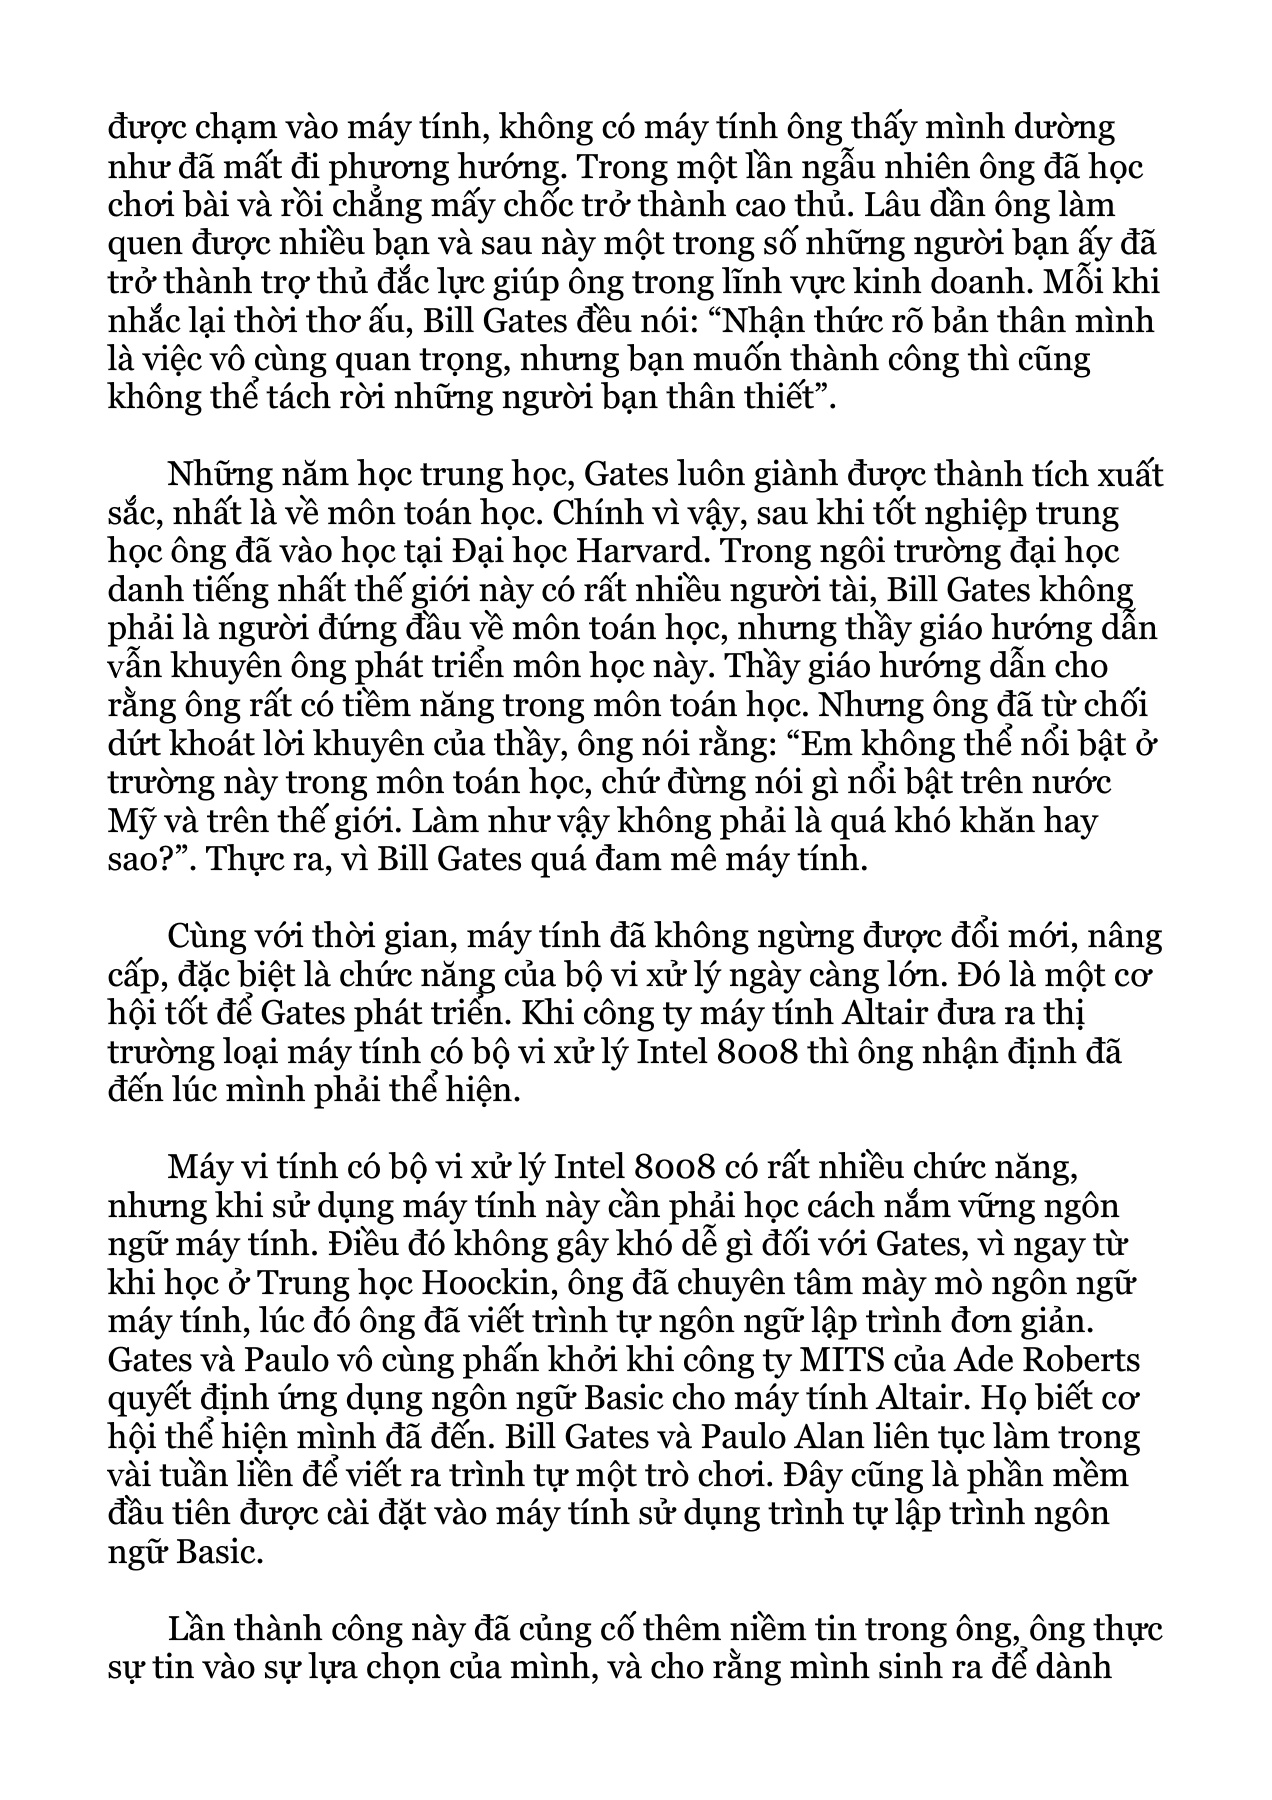 được chạm vào máy tính, không có máy tính ông thấy mình dường
như đã mất đi phương hướng. Trong một lần ngẫu nhiên ông đã học
chơi bài và rồi chẳng mấy chốc trở thành cao thủ. Lâu dần ông làm
quen được nhiều bạn và sau này một trong số những người bạn ấy đã
trở thành trợ thủ đắc lực giúp ông trong lĩnh vực kinh doanh. Mỗi khi
nhắc lại thời thơ ấu, Bill Gates đều nói: “Nhận thức rõ bản thân mình
là việc vô cùng quan trọng, nhưng bạn muốn thành công thì cũng
không thể tách rời những người bạn thân thiết”.
Những năm học trung học, Gates luôn giành được thành tích xuất
sắc, nhất là về môn toán học. Chính vì vậy, sau khi tốt nghiệp trung
học ông đã vào học tại Đại học Harvard. Trong ngôi trường đại học
danh tiếng nhất thế giới này có rất nhiều người tài, Bill Gates không
phải là người đứng đầu về môn toán học, nhưng thầy giáo hướng dẫn
vẫn khuyên ông phát triển môn học này. Thầy giáo hướng dẫn cho
rằng ông rất có tiềm năng trong môn toán học. Nhưng ông đã từ chối
dứt khoát lời khuyên của thầy, ông nói rằng: “Em không thể nổi bật ở
trường này trong môn toán học, chứ đừng nói gì nổi bật trên nước
Mỹ và trên thế giới. Làm như vậy không phải là quá khó khăn hay
sao?”. Thực ra, vì Bill Gates quá đam mê máy tính.
Cùng với thời gian, máy tính đã không ngừng được đổi mới, nâng
cấp, đặc biệt là chức năng của bộ vi xử lý ngày càng lớn. Đó là một cơ
hội tốt để Gates phát triển. Khi công ty máy tính Altair đưa ra thị
trường loại máy tính có bộ vi xử lý Intel 8008 thì ông nhận định đã
đến lúc mình phải thể hiện.
Máy vi tính có bộ vi xử lý Intel 8008 có rất nhiều chức năng,
nhưng khi sử dụng máy tính này cần phải học cách nắm vững ngôn
ngữ máy tính. Điều đó không gây khó dễ gì đối với Gates, vì ngay từ
khi học ở Trung học Hoockin, ông đã chuyên tâm mày mò ngôn ngữ
máy tính, lúc đó ông đã viết trình tự ngôn ngữ lập trình đơn giản.
Gates và Paulo vô cùng phấn khởi khi công ty MITS của Ade Roberts
quyết định ứng dụng ngôn ngữ Basic cho máy tính Altair. Họ biết cơ
hội thể hiện mình đã đến. Bill Gates và Paulo Alan liên tục làm trong
vài tuần liền để viết ra trình tự một trò chơi. Đây cũng là phần mềm
đầu tiên được cài đặt vào máy tính sử dụng trình tự lập trình ngôn
ngữ Basic.
Lần thành công này đã củng cố thêm niềm tin trong ông, ông thực
sự tin vào sự lựa chọn của mình, và cho rằng mình sinh ra để dành